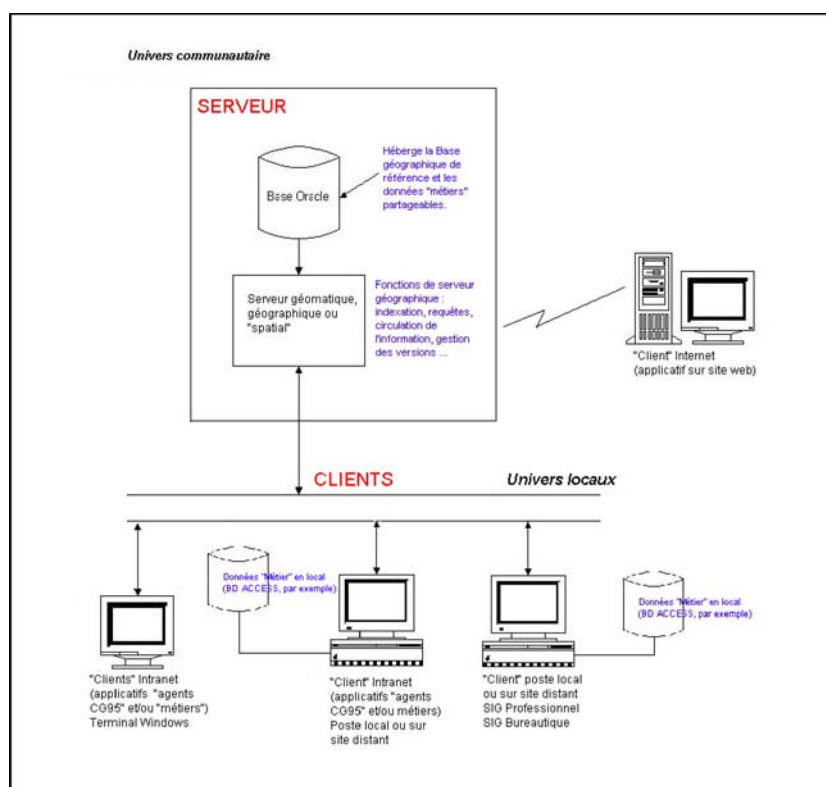 Univers communautaire
SERVEUR
Base Oracle
Héberge la Base
géographique de
référence et les
données "métiers"
partageables.
Serveur géomatique,
géographique ou
"spatial"
Fonctions de serveur
géographique :
indexation, requêtes,
circulation de
l'information, gestion
des versions ...
"Client" Internet
(applicatif sur site web)
CLIENTS
Univers locaux
Données "Métier" en local
(BD ACCESS, par exemple)
Données "Métier" en local
(BD ACCESS, par exemple)
"Clients" Intranet
(applicatifs "agents
CG95" et/ou "métiers")
Terminal Windows
"Client" Intranet
(applicatifs "agents
CG95" et/ou métiers)
Poste local ou sur
site distant
"Client" poste local
ou sur site distant
SIG Professionnel
SIG Bureautique